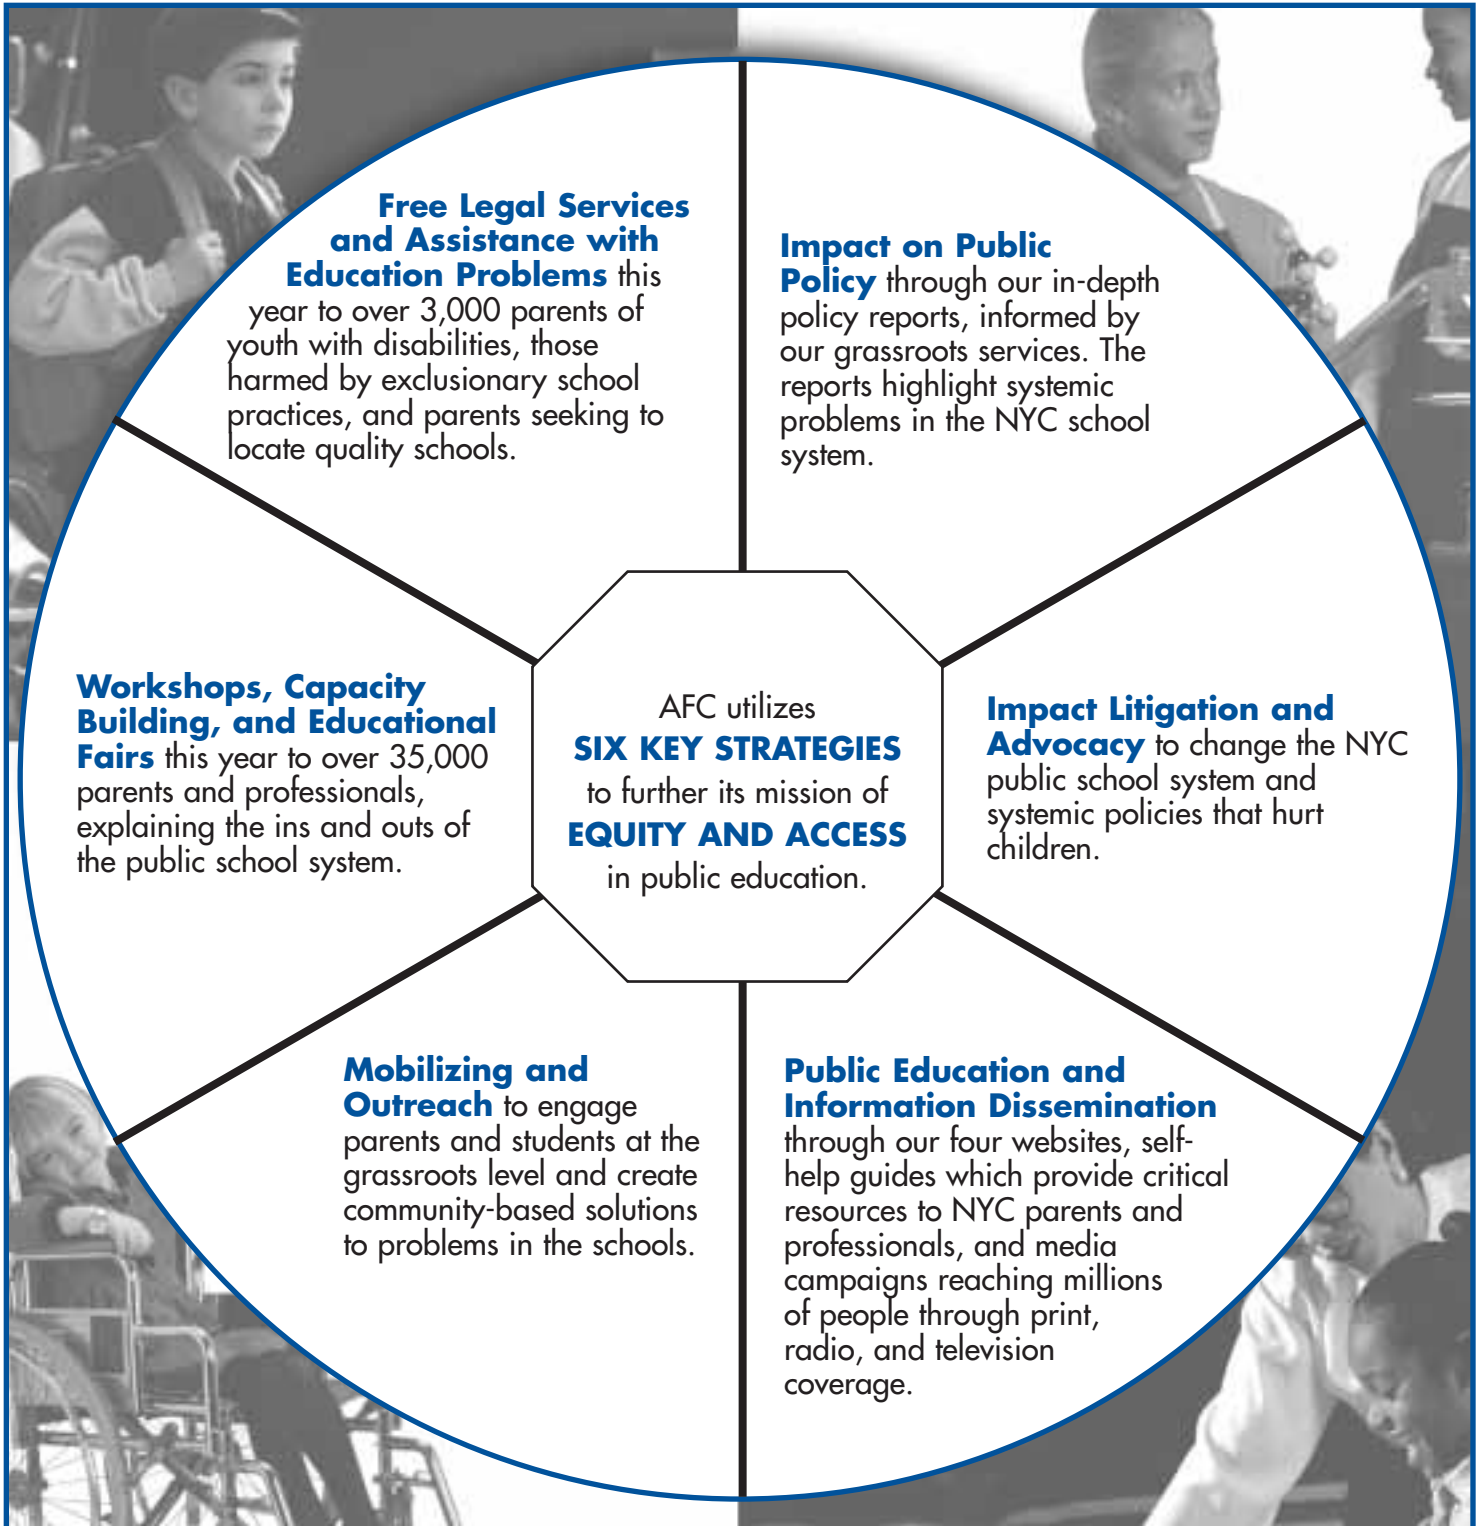 Free Legal Services
and Assistance with
Education Problems this
year to over 3,000 parents of
youth with disabilities, those
harmed by exclusionary school
practices, and parents seeking to
locate quality schools.
Impact on Public
Policy through our in-depth
policy reports, informed by
our grassroots services. The
reports highlight systemic
problems in the NYC school
system.
Workshops, Capacity
Building, and Educational
Fairs this year to over 35,000
parents and professionals,
explaining the ins and outs of
the public school system.
AFC utilizes
SIX KEY STRATEGIES
to further its mission of
EQUITY AND ACCESS
in public education.
Impact Litigation and
Advocacy to change the NYC
public school system and
systemic policies that hurt
children.
Mobilizing and
Outreach to engage
parents and students at the
grassroots level and create
community-based solutions
to problems in the schools.
Public Education and
Information Dissemination
through our four websites, self-
help guides which provide critical
resources to NYC parents and
professionals, and media
campaigns reaching millions
of people through print,
radio, and television
coverage.